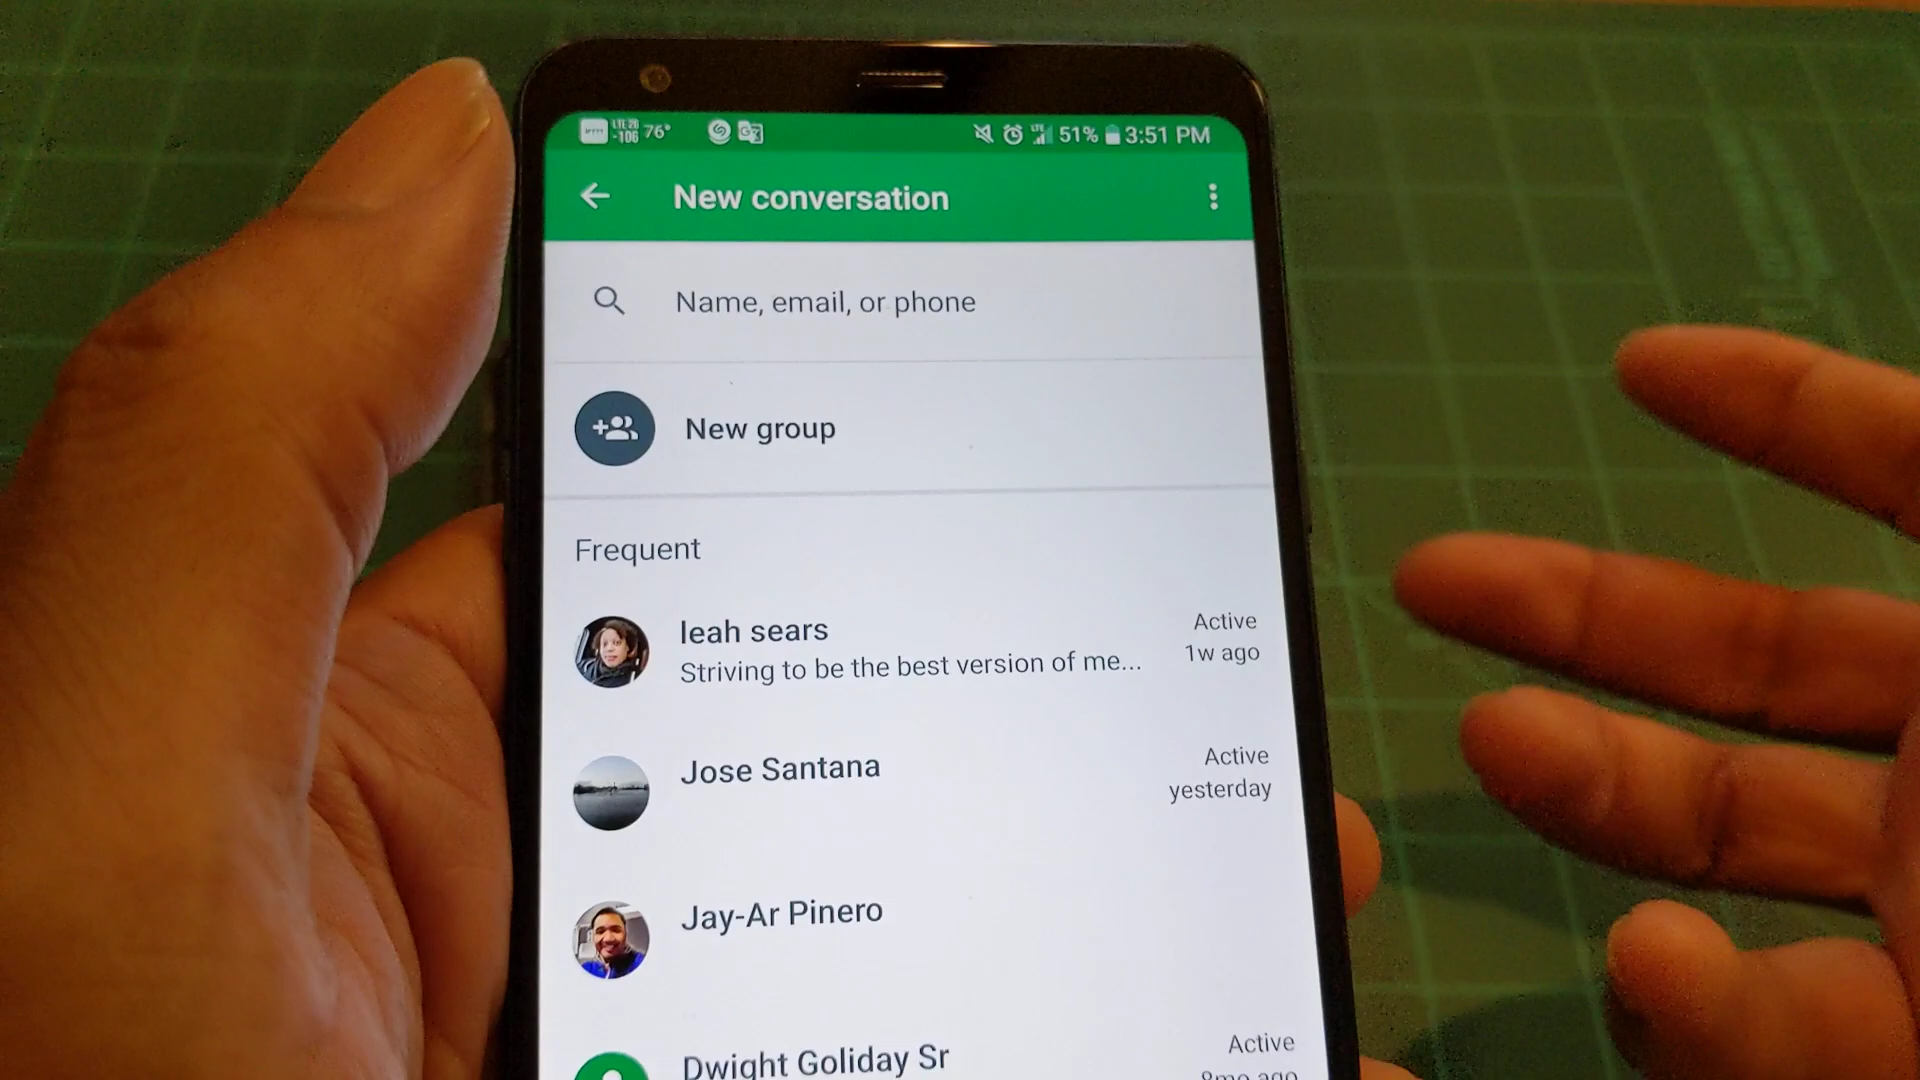 LTE 26
-106 76° 51% 3:51 PM
New conversation
Name, email, or phone
New group
Frequent
leah sears
Active
Striving to be the best version of me...
1w ago
Jose Santana
Active
yesterday
Jay-Ar Pinero
Dwight Goliday Sr
Active
8mo ago